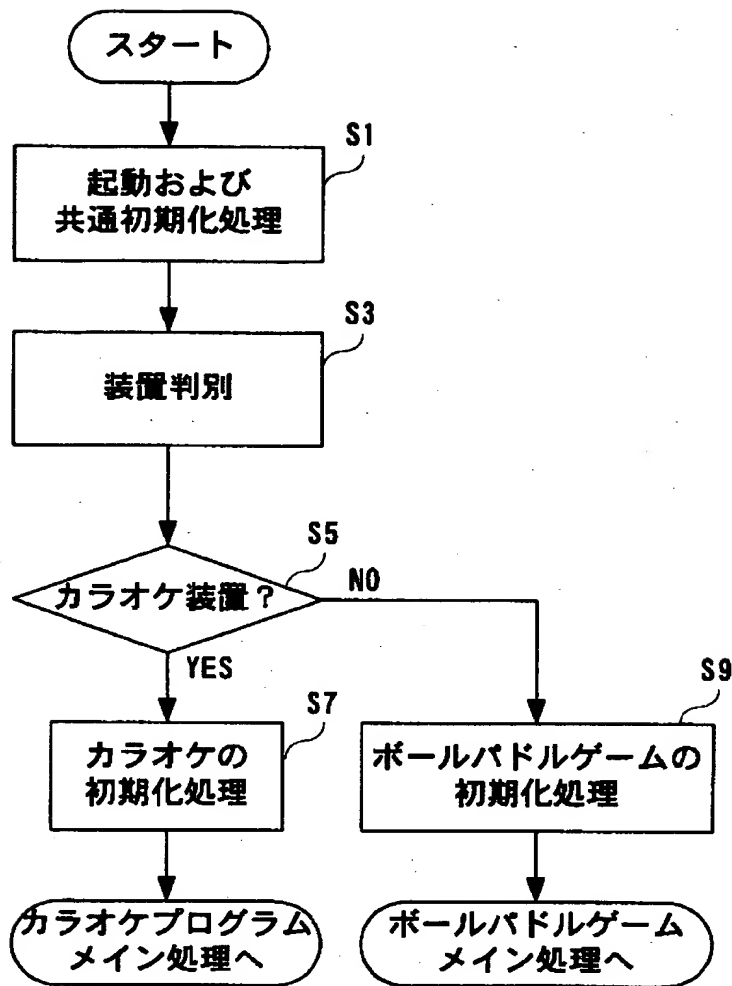 スタート
S1
起動および
共通初期化処理
S3
装置判別
S5
カラオケ装置？
NO
YES
S7
カラオケの
初期化処理
S9
ボールパドルゲームの
初期化処理
カラオケプログラム
メイン処理へ
ボールパドルゲーム
メイン処理へ